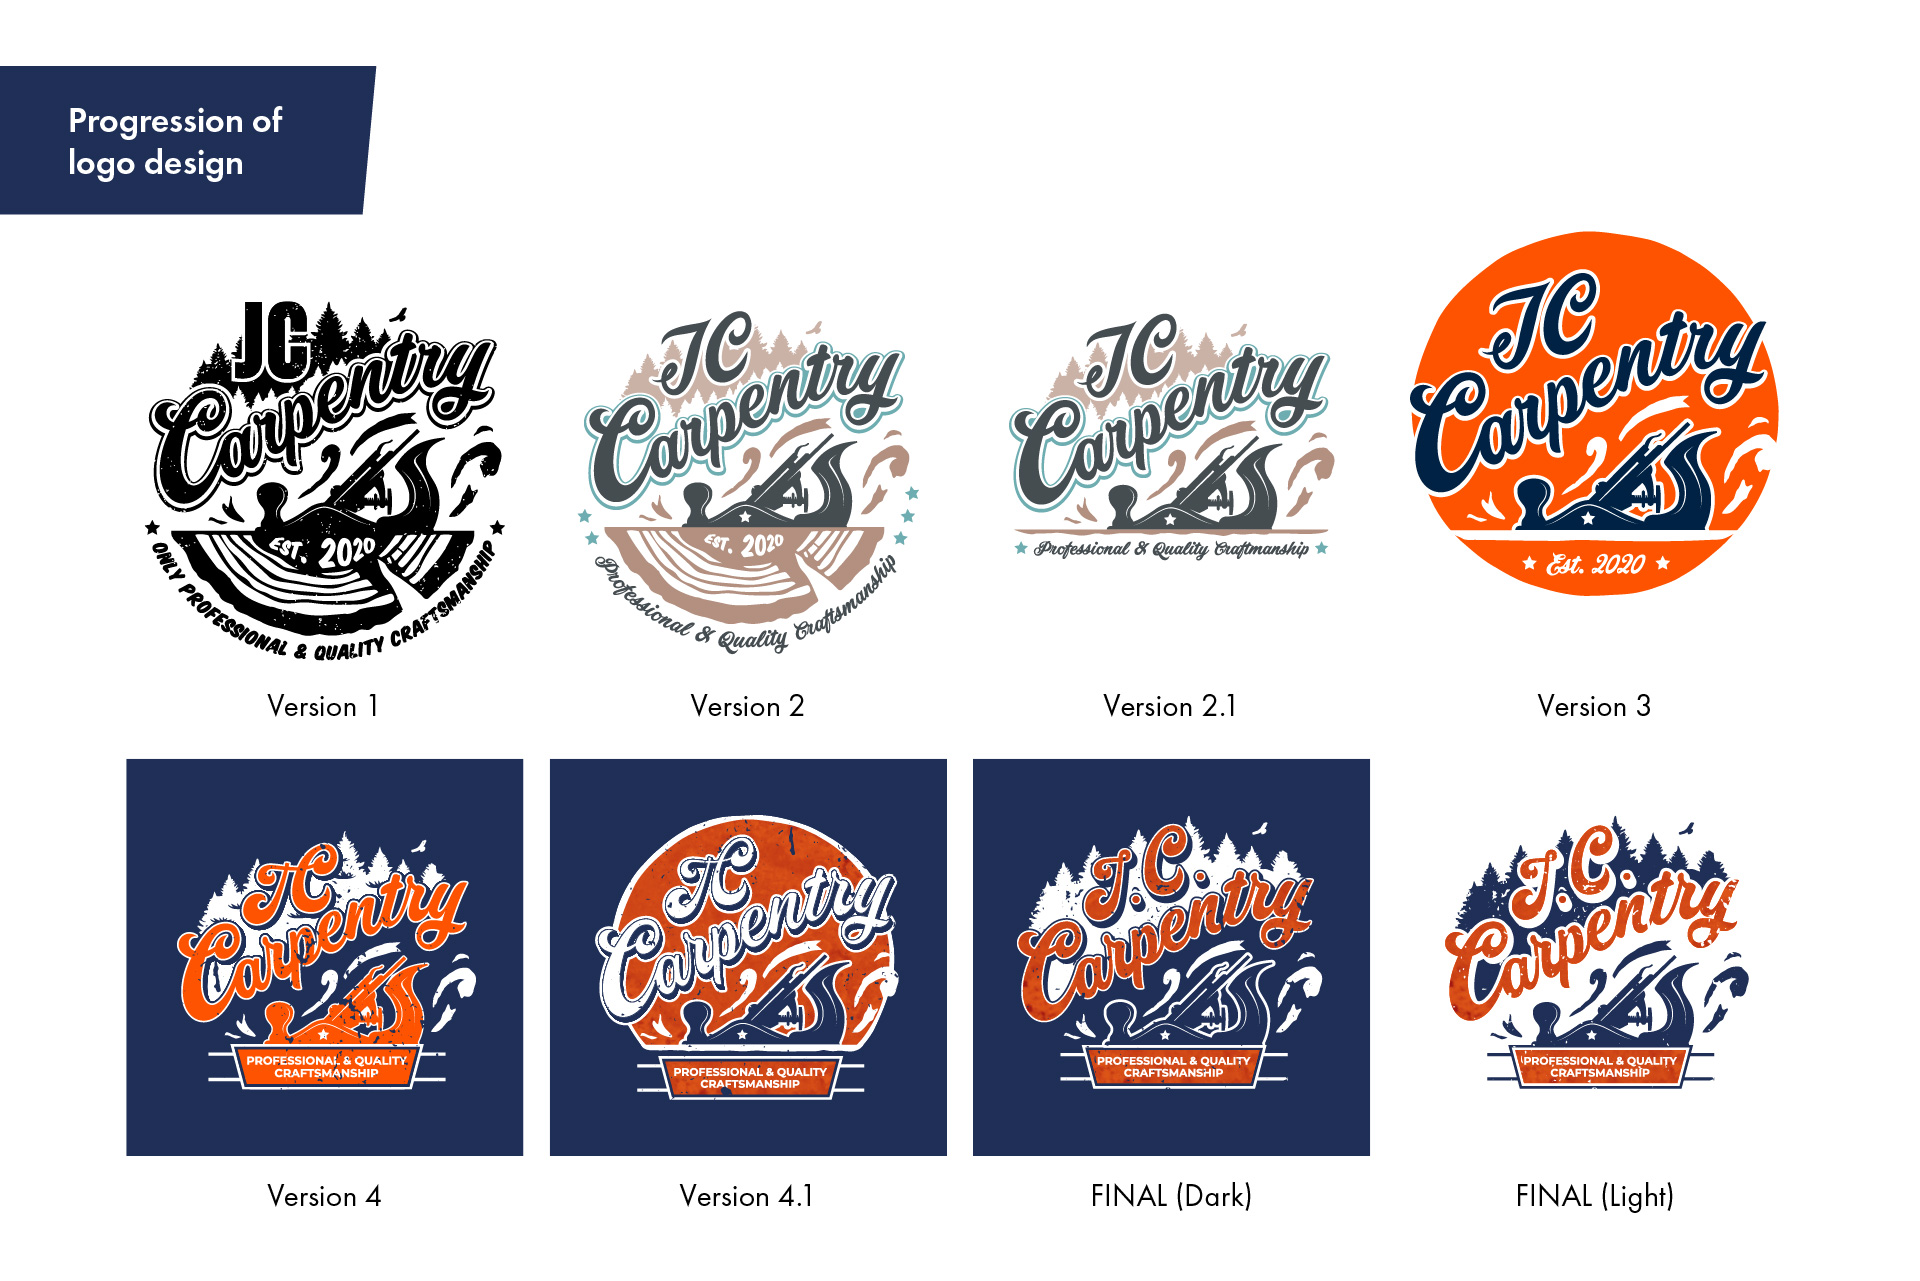 Progression of
logo design
JC
Carpentry
EST. 2020
ONLY PROFESSIONAL & QUALITY CRAFTSMANSHIP
Version 1
JC
Carpentry
EST. 2020
Professional & Quality Craftsmanship
Version 2
JC
Carpentry
Professional & Quality Craftmanship
Version 2.1
JC
Carpentry
Est. 2020
Version 3
JC
Carpentry
PROFESSIONAL & QUALITY
CRAFTSMANSHIP
Version 4
JC
Carpentry
PROFESSIONAL & QUALITY
CRAFTSMANSHIP
Version 4.1
J.C.
Carpentry
PROFESSIONAL & QUALITY
CRAFTSMANSHIP
FINAL (Dark)
J.C.
Carpentry
PROFESSIONAL & QUALITY
CRAFTSMANSHIP
FINAL (Light)